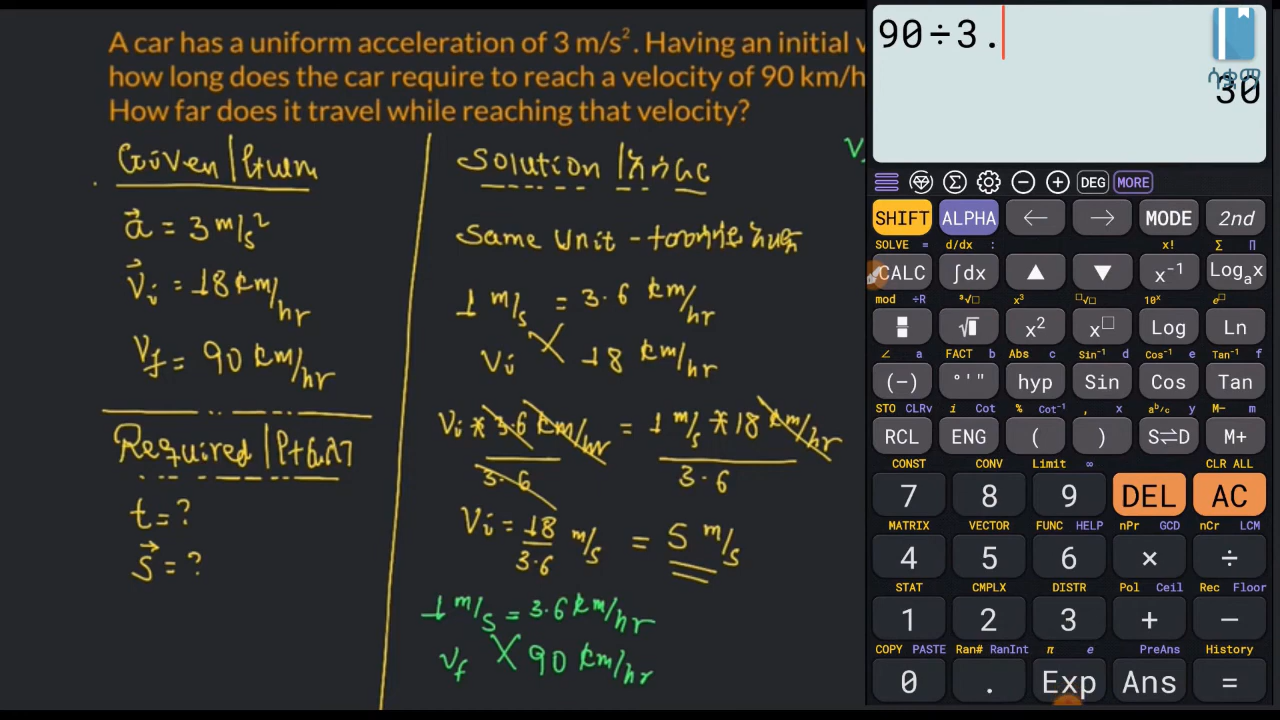 A car has a uniform acceleration of 3 m/s². Having an initial v
how long does the car require to reach a velocity of 90 km/h
How far does it travel while reaching that velocity?
Given |የተሰጠ
a⃗ = 3 m/s²
v⃗i = 18 km/hr
Vf = 90 km/hr
Required |የተፈለገ
t = ?
S⃗ = ?
Solution |አሰራር
Same Unit -
1 m/s = 3.6 km/hr
Vi 18 km/hr
Vi * 3.6 km/hr = 1 m/s * 18 km/hr
3.6 3.6
Vi = 18 m/s = 5 m/s
3.6
1 m/s = 3.6 km/hr
Vf 90 km/hr
V
90÷3.
30
DEG MORE
SHIFT ALPHA ← → MODE 2nd
SOLVE = d/dx : x! Σ Π
CALC ∫dx ▲ ▼ x⁻¹ Logₐx
mod ÷R ³√□ x³ □√□ 10ˣ e□
√□ x² x□ Log Ln
∠ a FACT b Abs c Sin⁻¹ d Cos⁻¹ e Tan⁻¹ f
(−) °'" hyp Sin Cos Tan
STO CLRv i Cot % Cot⁻¹ , x aᵇ/c y M− m
RCL ENG ( ) S⇌D M+
CONST CONV Limit ∞ CLR ALL
7 8 9 DEL AC
MATRIX VECTOR FUNC HELP nPr GCD nCr LCM
4 5 6 × ÷
STAT CMPLX DISTR Pol Ceil Rec Floor
1 2 3 + −
COPY PASTE Ran# RanInt π e PreAns History
0 . Exp Ans =